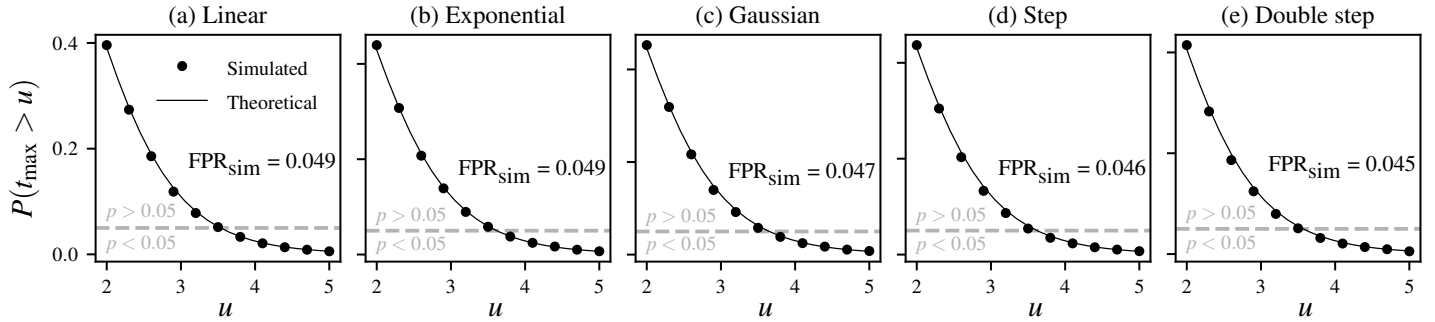 (a) Linear
(b) Exponential
(c) Gaussian
(d) Step
(e) Double step
P(t_max > u)
0.4
0.2
0.0
Simulated
Theoretical
FPR_sim = 0.049
p > 0.05
p < 0.05
2 3 4 5
u
FPR_sim = 0.049
p > 0.05
p < 0.05
2 3 4 5
u
FPR_sim = 0.047
p > 0.05
p < 0.05
2 3 4 5
u
FPR_sim = 0.046
p > 0.05
p < 0.05
2 3 4 5
u
FPR_sim = 0.045
p > 0.05
p < 0.05
2 3 4 5
u